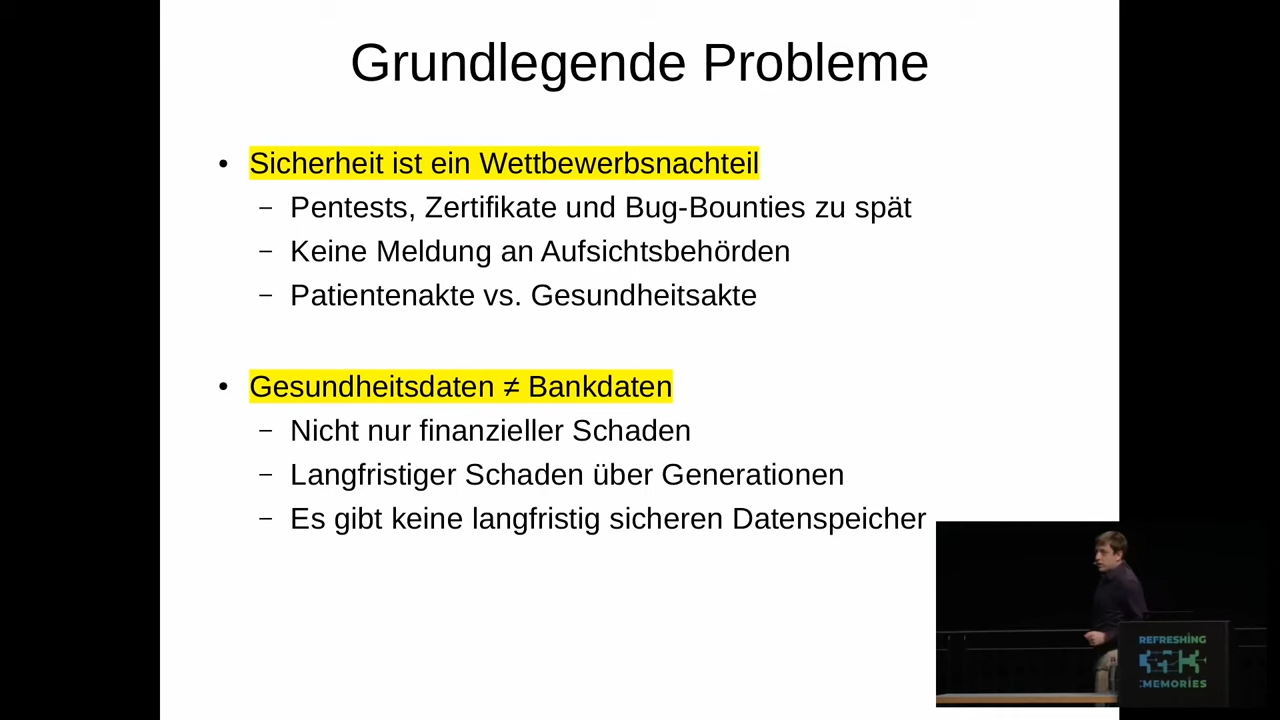 Grundlegende Probleme
• Sicherheit ist ein Wettbewerbsnachteil
– Pentests, Zertifikate und Bug-Bounties zu spät
– Keine Meldung an Aufsichtsbehörden
– Patientenakte vs. Gesundheitsakte
• Gesundheitsdaten ≠ Bankdaten
– Nicht nur finanzieller Schaden
– Langfristiger Schaden über Generationen
– Es gibt keine langfristig sicheren Datenspeicher
REFRESHING
:MEMORIES